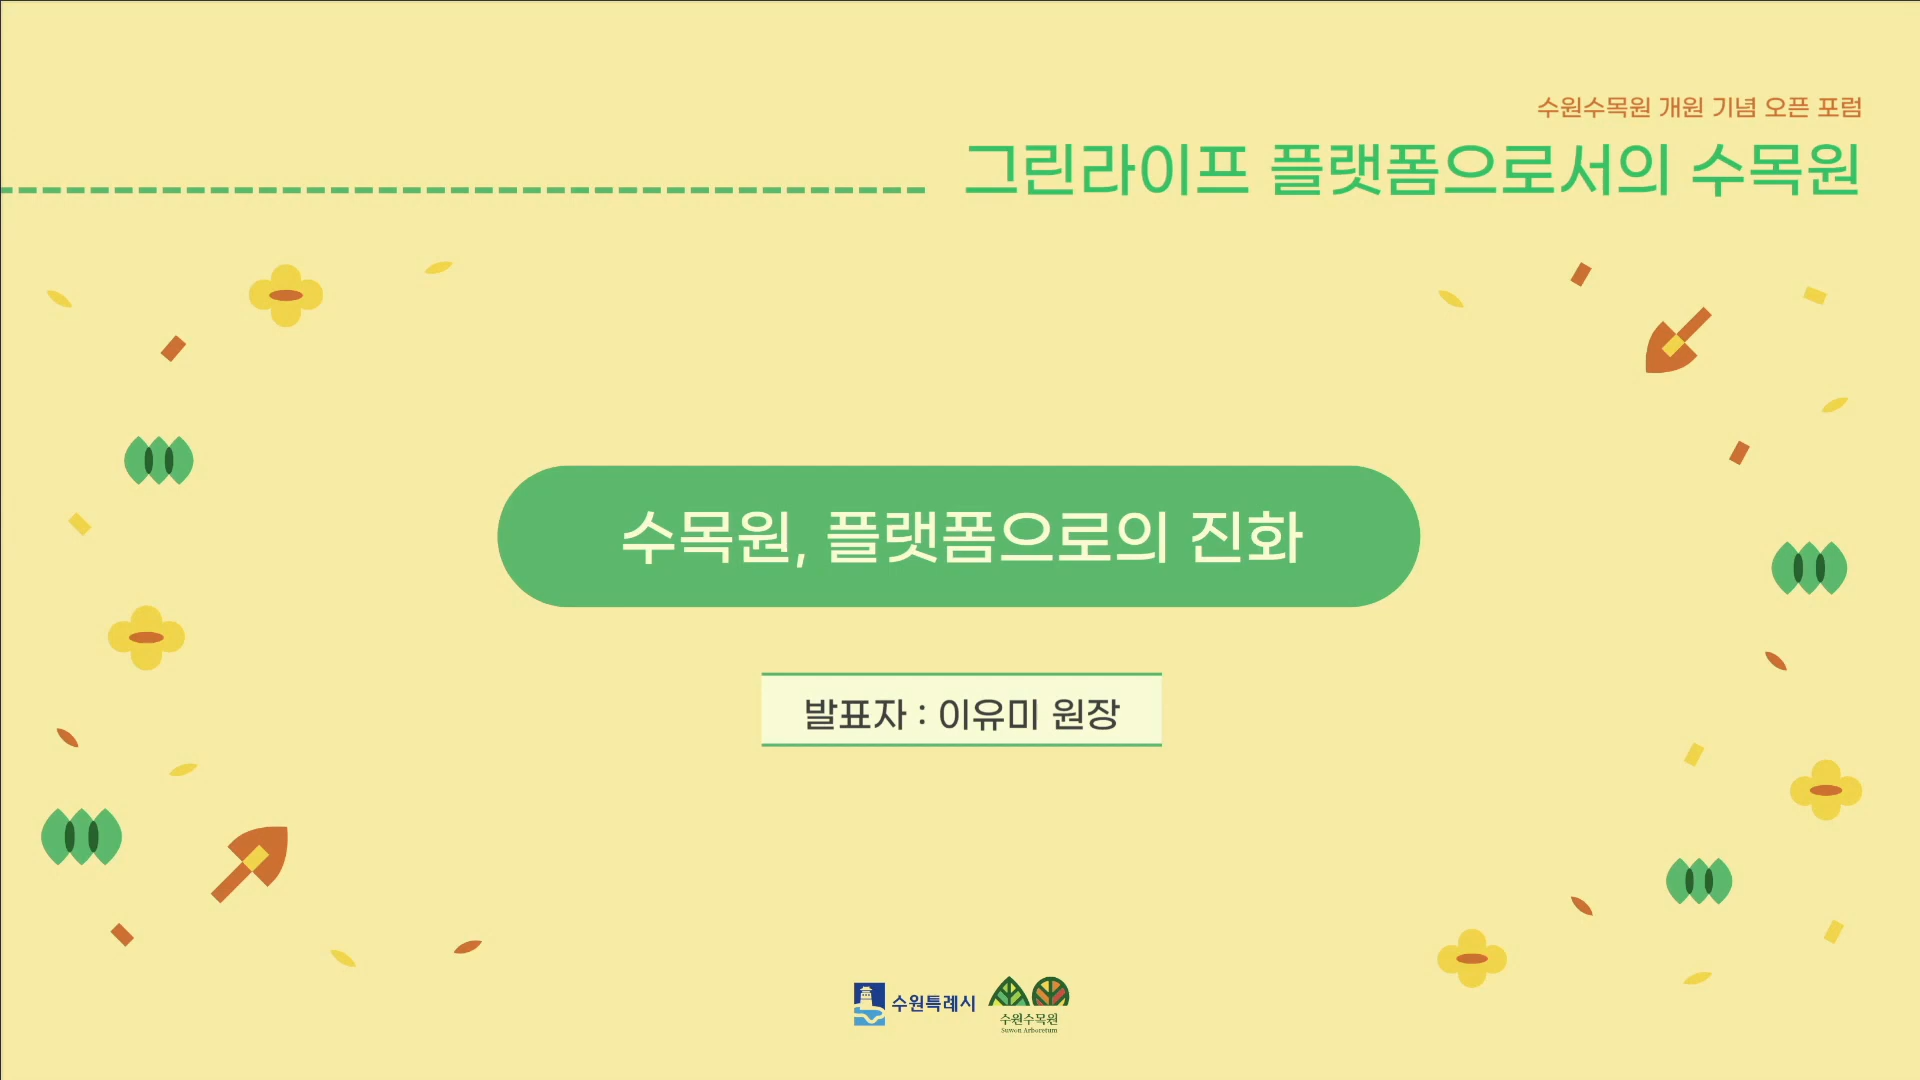 수원수목원 개원 기념 오픈 포럼
그린라이프 플랫폼으로서의 수목원
수목원, 플랫폼으로의 진화
발표자 : 이유미 원장
수원특례시
수원수목원
Suwon Arboretum